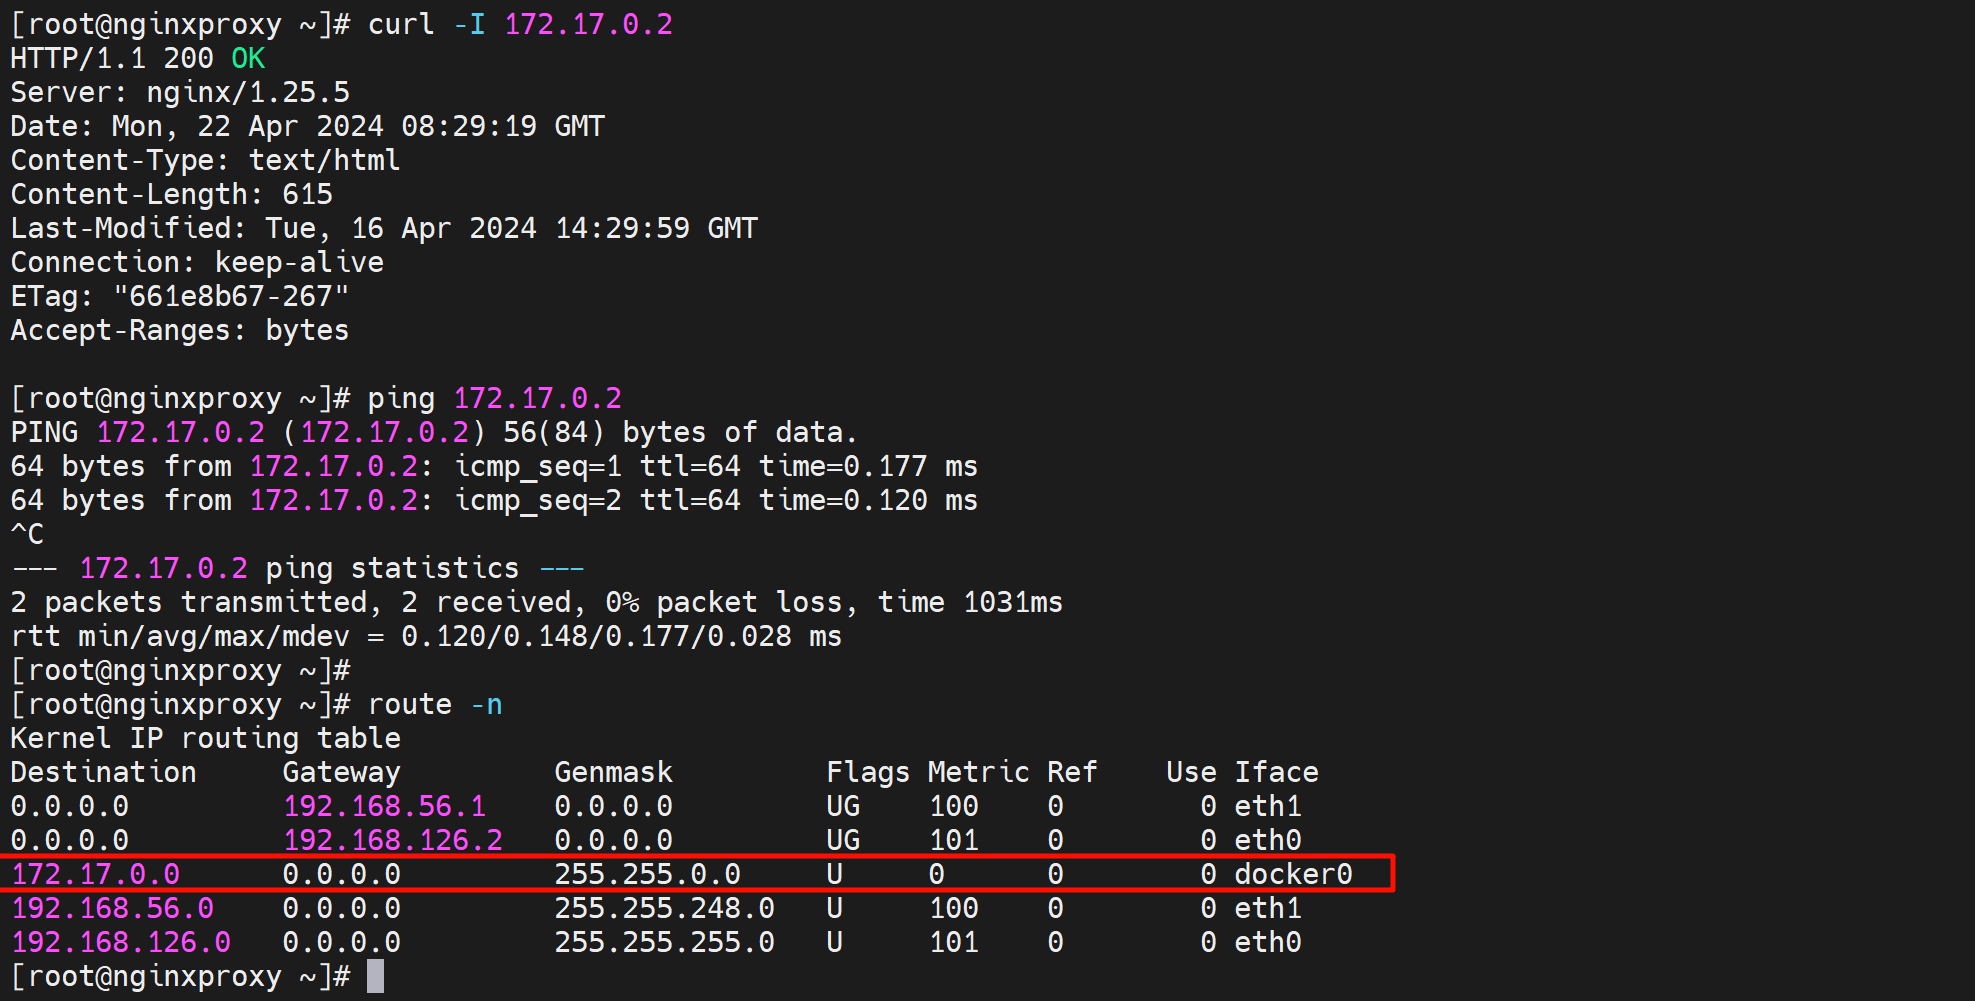 [root@nginxproxy ~]# curl -I 172.17.0.2
HTTP/1.1 200 OK
Server: nginx/1.25.5
Date: Mon, 22 Apr 2024 08:29:19 GMT
Content-Type: text/html
Content-Length: 615
Last-Modified: Tue, 16 Apr 2024 14:29:59 GMT
Connection: keep-alive
ETag: "661e8b67-267"
Accept-Ranges: bytes

[root@nginxproxy ~]# ping 172.17.0.2
PING 172.17.0.2 (172.17.0.2) 56(84) bytes of data.
64 bytes from 172.17.0.2: icmp_seq=1 ttl=64 time=0.177 ms
64 bytes from 172.17.0.2: icmp_seq=2 ttl=64 time=0.120 ms
^C
--- 172.17.0.2 ping statistics ---
2 packets transmitted, 2 received, 0% packet loss, time 1031ms
rtt min/avg/max/mdev = 0.120/0.148/0.177/0.028 ms
[root@nginxproxy ~]#
[root@nginxproxy ~]# route -n
Kernel IP routing table
Destination     Gateway         Genmask         Flags Metric Ref    Use Iface
0.0.0.0         192.168.56.1    0.0.0.0         UG    100    0        0 eth1
0.0.0.0         192.168.126.2   0.0.0.0         UG    101    0        0 eth0
172.17.0.0      0.0.0.0         255.255.0.0     U     0      0        0 docker0
192.168.56.0    0.0.0.0         255.255.248.0   U     100    0        0 eth1
192.168.126.0   0.0.0.0         255.255.255.0   U     101    0        0 eth0
[root@nginxproxy ~]#